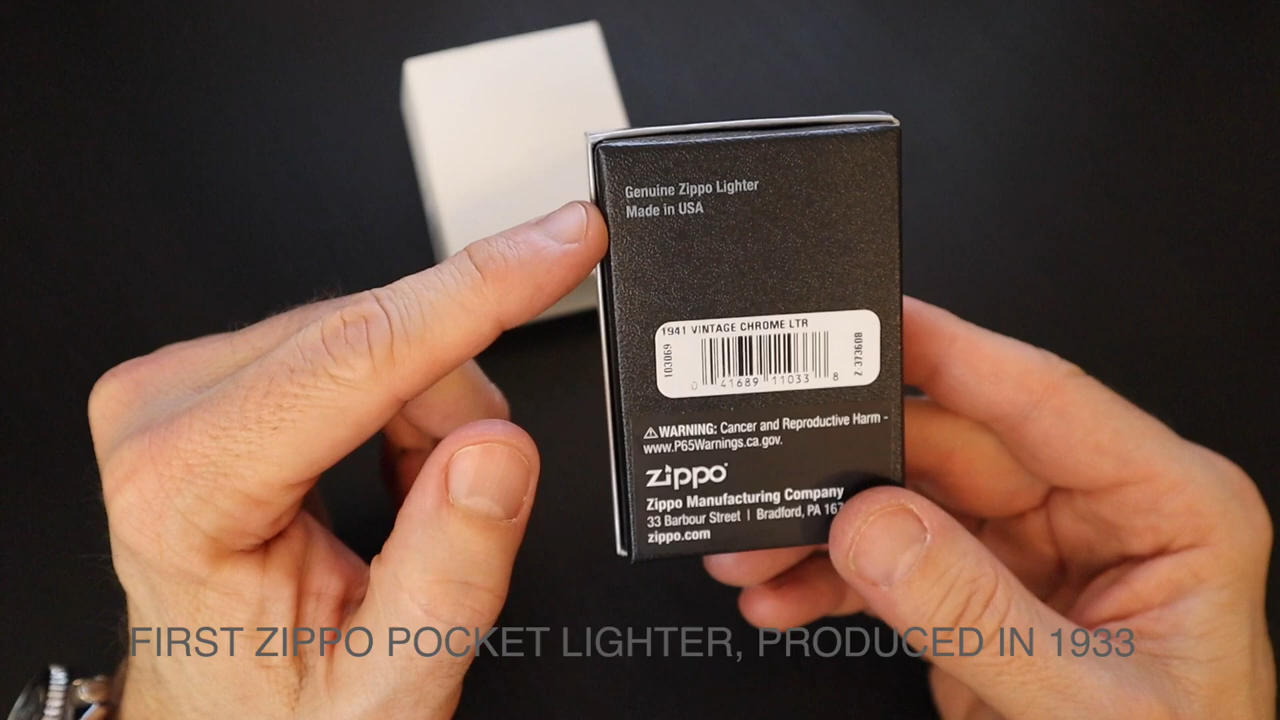 Genuine Zippo Lighter
Made in USA
1941 VINTAGE CHROME LTR
103069
Z 373608
0 41689 11033 8
⚠WARNING: Cancer and Reproductive Harm -
www.P65Warnings.ca.gov.
zippo
Zippo Manufacturing Company
33 Barbour Street | Bradford, PA
zippo.com
FIRST ZIPPO POCKET LIGHTER, PRODUCED IN 1933